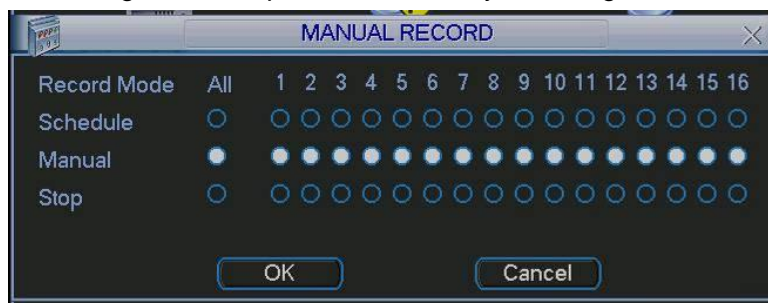 MANUAL RECORD
Record Mode All 1 2 3 4 5 6 7 8 9 10 11 12 13 14 15 16
Schedule
Manual
Stop
OK Cancel